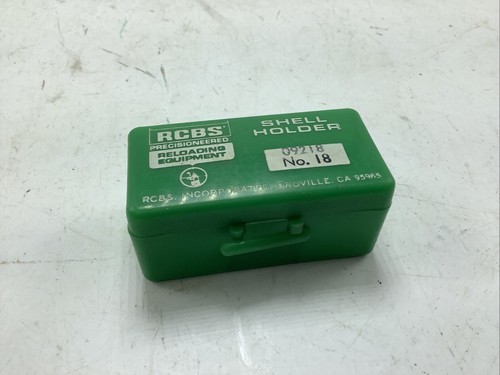 RCBS
PRECISIONEERED
RELOADING
EQUIPMENT
SHELL
HOLDER
09218
No. 18
RCBS, INCORPORATED, OROVILLE, CA 95965